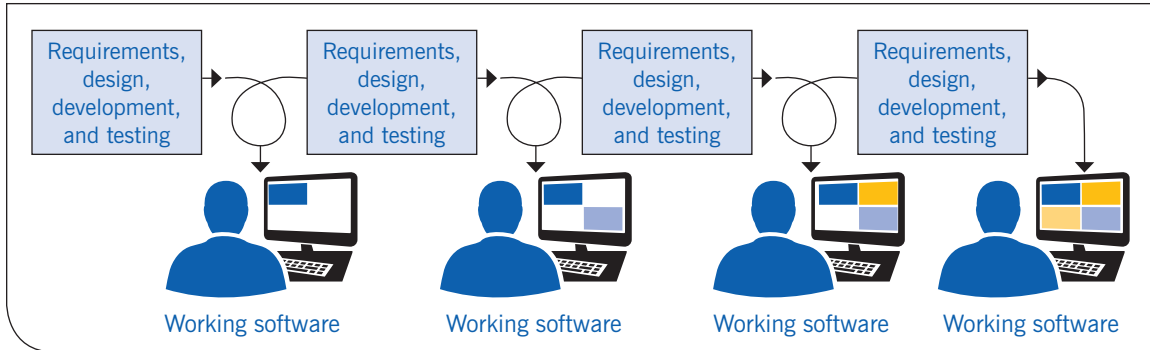 Requirements,
design,
development,
and testing
Requirements,
design,
development,
and testing
Requirements,
design,
development,
and testing
Requirements,
design,
development,
and testing
Working software
Working software
Working software
Working software